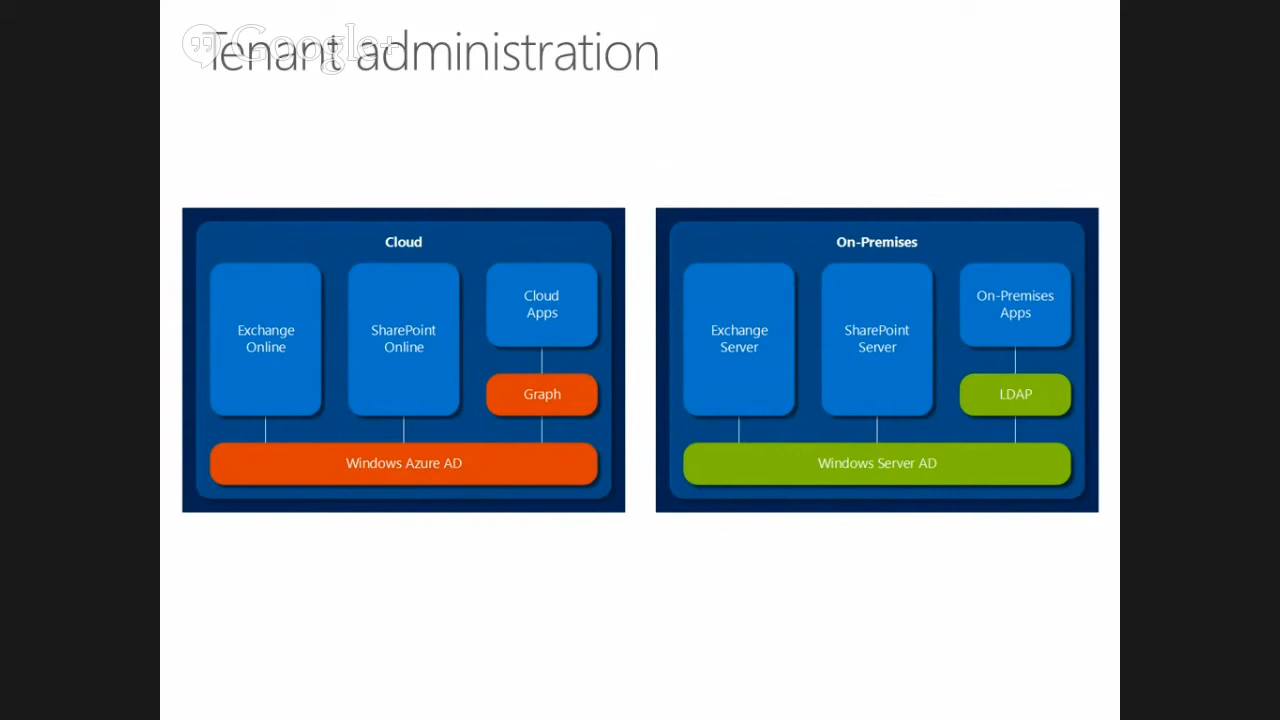 Tenant administration
Google+
Cloud
Exchange
Online
SharePoint
Online
Cloud
Apps
Graph
Windows Azure AD
On-Premises
Exchange
Server
SharePoint
Server
On-Premises
Apps
LDAP
Windows Server AD